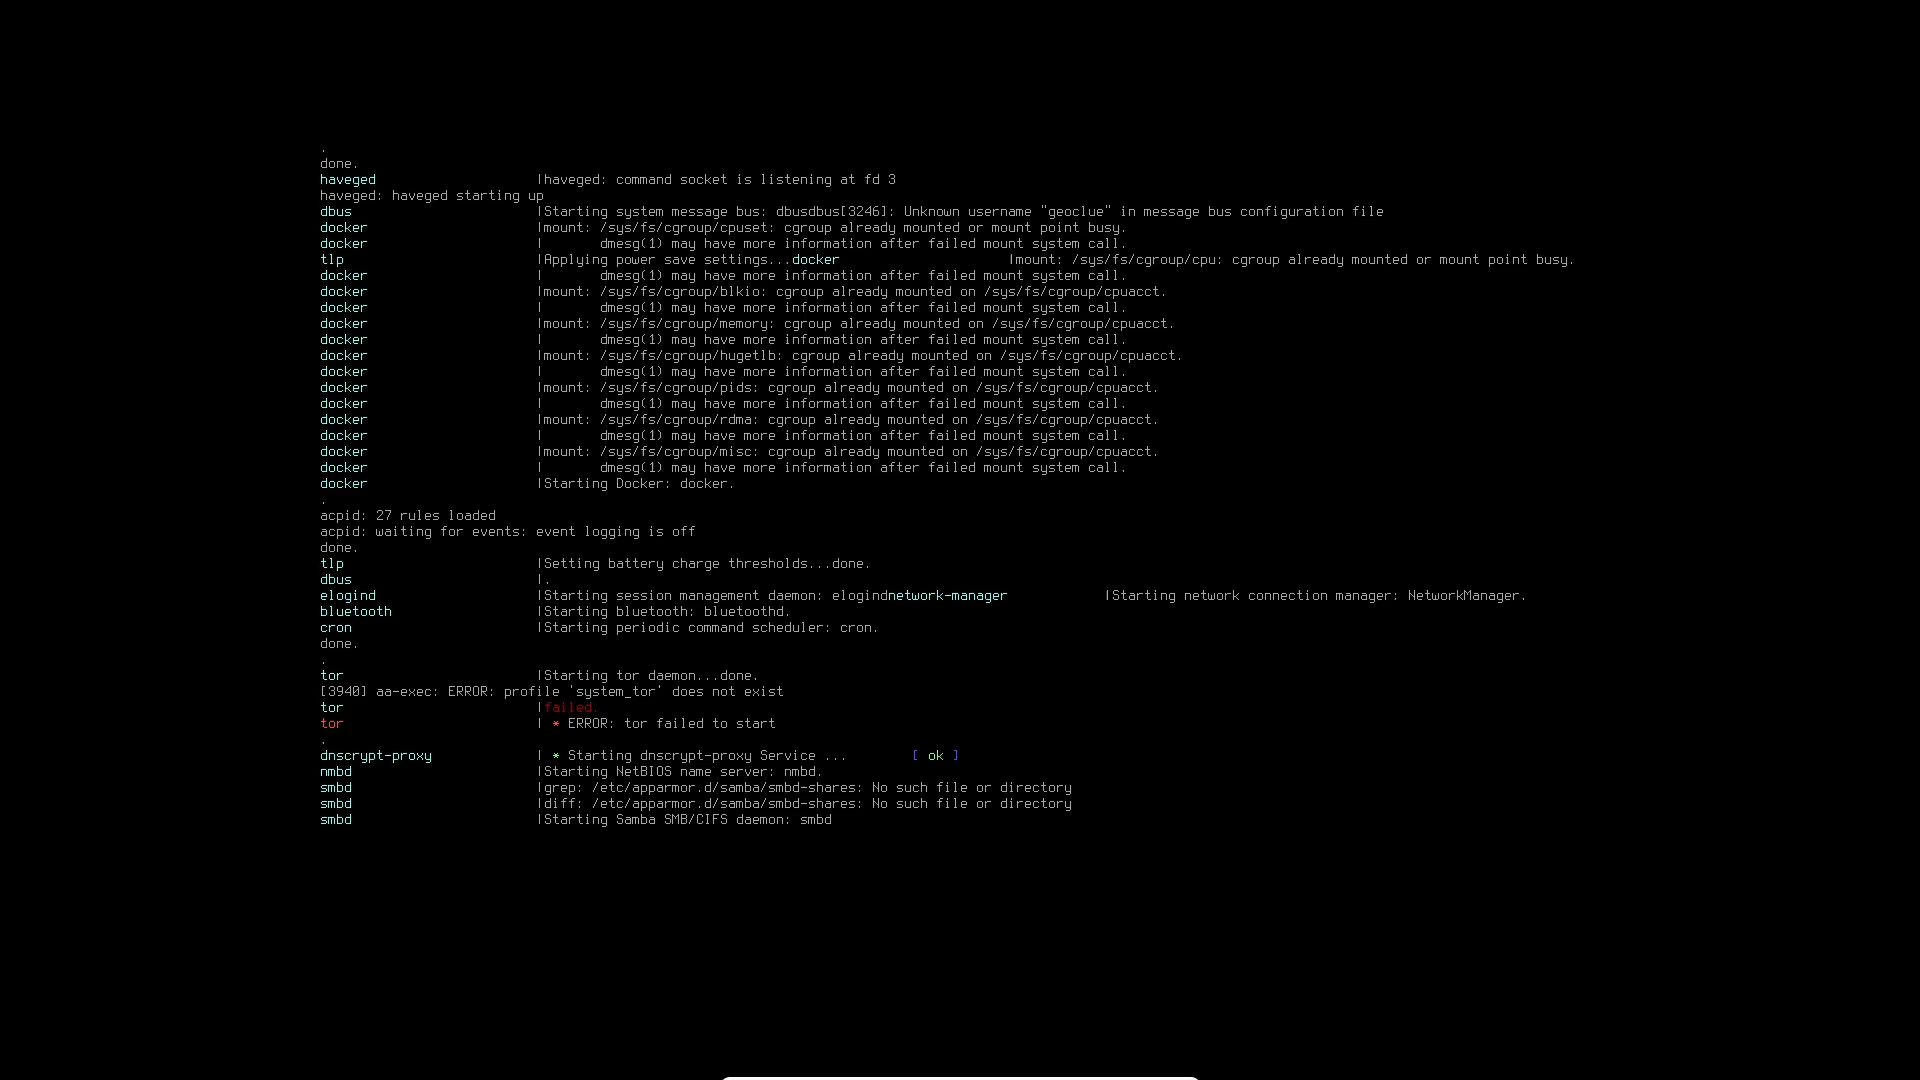 .
done.
haveged |haveged: command socket is listening at fd 3
haveged: haveged starting up
dbus |Starting system message bus: dbusdbus[3246]: Unknown username "geoclue" in message bus configuration file
docker |mount: /sys/fs/cgroup/cpuset: cgroup already mounted or mount point busy.
docker | dmesg(1) may have more information after failed mount system call.
tlp |Applying power save settings...docker |mount: /sys/fs/cgroup/cpu: cgroup already mounted or mount point busy.
docker | dmesg(1) may have more information after failed mount system call.
docker |mount: /sys/fs/cgroup/blkio: cgroup already mounted on /sys/fs/cgroup/cpuacct.
docker | dmesg(1) may have more information after failed mount system call.
docker |mount: /sys/fs/cgroup/memory: cgroup already mounted on /sys/fs/cgroup/cpuacct.
docker | dmesg(1) may have more information after failed mount system call.
docker |mount: /sys/fs/cgroup/hugetlb: cgroup already mounted on /sys/fs/cgroup/cpuacct.
docker | dmesg(1) may have more information after failed mount system call.
docker |mount: /sys/fs/cgroup/pids: cgroup already mounted on /sys/fs/cgroup/cpuacct.
docker | dmesg(1) may have more information after failed mount system call.
docker |mount: /sys/fs/cgroup/rdma: cgroup already mounted on /sys/fs/cgroup/cpuacct.
docker | dmesg(1) may have more information after failed mount system call.
docker |mount: /sys/fs/cgroup/misc: cgroup already mounted on /sys/fs/cgroup/cpuacct.
docker | dmesg(1) may have more information after failed mount system call.
docker |Starting Docker: docker.
.
acpid: 27 rules loaded
acpid: waiting for events: event logging is off
done.
tlp |Setting battery charge thresholds...done.
dbus |.
elogind |Starting session management daemon: elogindnetwork-manager |Starting network connection manager: NetworkManager.
bluetooth |Starting bluetooth: bluetoothd.
cron |Starting periodic command scheduler: cron.
done.
.
tor |Starting tor daemon...done.
[3940] aa-exec: ERROR: profile 'system_tor' does not exist
tor |failed.
tor | * ERROR: tor failed to start
.
dnscrypt-proxy | * Starting dnscrypt-proxy Service ... [ ok ]
nmbd |Starting NetBIOS name server: nmbd.
smbd |grep: /etc/apparmor.d/samba/smbd-shares: No such file or directory
smbd |diff: /etc/apparmor.d/samba/smbd-shares: No such file or directory
smbd |Starting Samba SMB/CIFS daemon: smbd